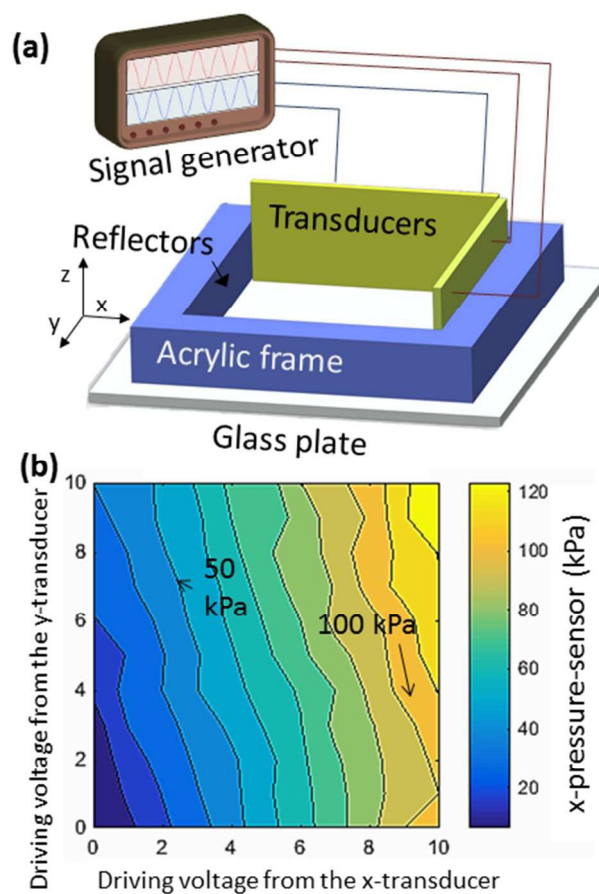 (a)
Signal generator
Transducers
Reflectors
z
x
y
Acrylic frame
Glass plate
(b)
10
8
6
4
2
0
0
2
4
6
8
10
50
kPa
100 kPa
120
100
80
60
40
20
Driving voltage from the y-transducer
Driving voltage from the x-transducer
x-pressure-sensor (kPa)